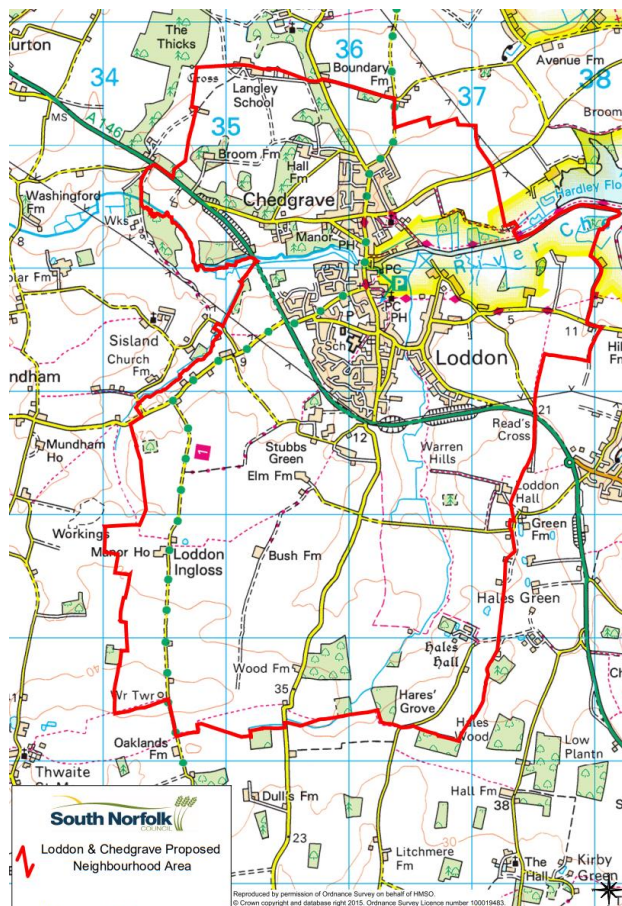 The
Thicks
36
Boundary
Fm
Avenue Fm
34
Cross
Langley
School
37
38
Broom
MS
A 146
35
Broom Fm
Hall
Fm
Washingford
Fm
Chedgrave
Hardley Flo
Wks
8
Manor
PH
River Ch
PC
P
olar Fm
PC
PH
P
5
11
Sisland
Sch
Hil
Fm
Church
Fm
9
Loddon
ndham
21
Read's
Cross
Mundham
Ho
1
Stubbs
Green
12
Warren
Hills
Elm Fm
Loddon
Hall
Workings
Green
Fm
Manor Ho
Loddon
Ingloss
Bush Fm
Hales Green
Hales
Hall
40
Wood Fm
35
Wr Twr
Hares'
Grove
Hales
Wood
Oaklands
Fm
Low
Plantn
Thwaite
Dull's Fm
Hall Fm
38
South Norfolk
COUNCIL
Loddon & Chedgrave Proposed
Neighbourhood Area
23
30
Litchmere
Fm
The
Hall
Kirby
Green
Reproduced by permission of Ordnance Survey on behalf of HMSO.
© Crown copyright and database right 2015. Ordnance Survey Licence number 100019483.